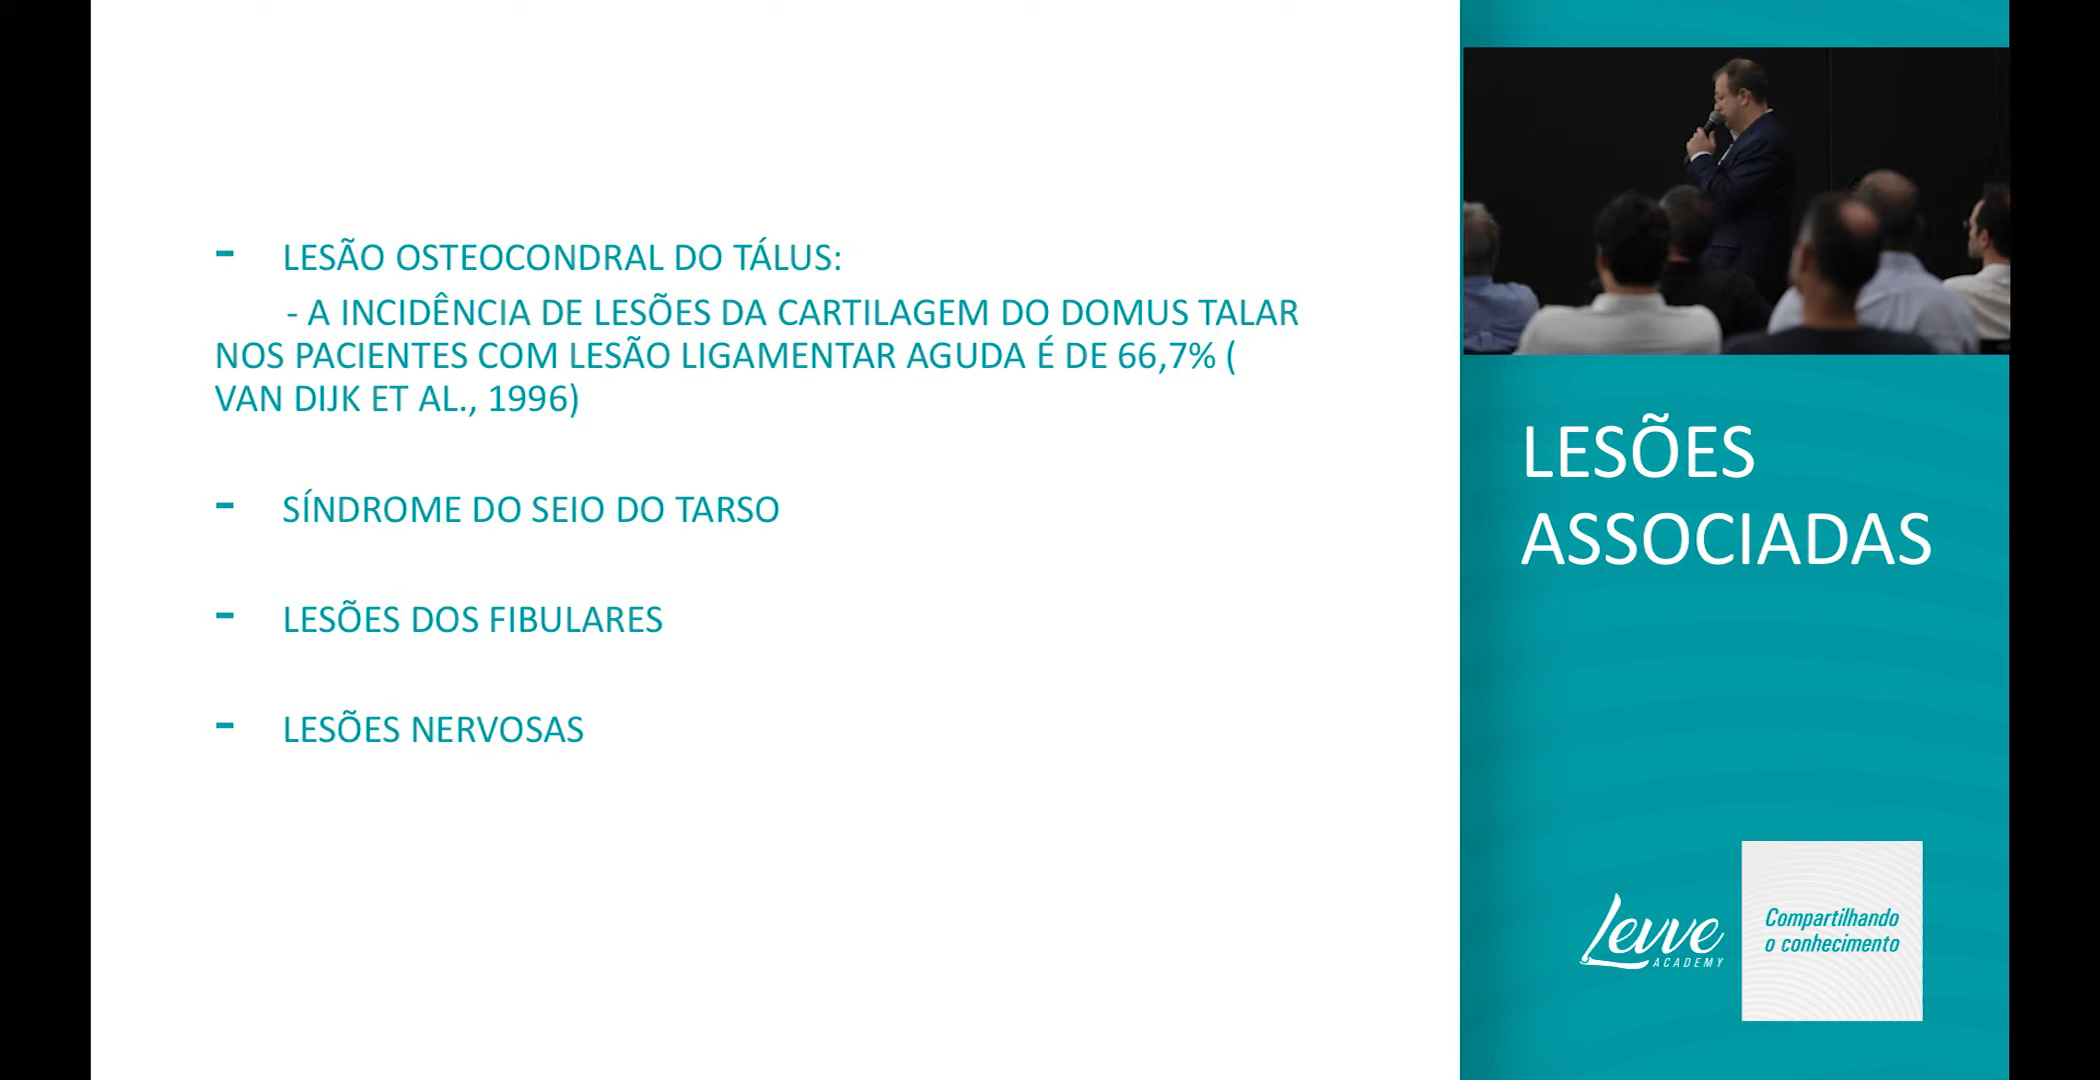 - LESÃO OSTEOCONDRAL DO TÁLUS:
- A INCIDÊNCIA DE LESÕES DA CARTILAGEM DO DOMUS TALAR
NOS PACIENTES COM LESÃO LIGAMENTAR AGUDA É DE 66,7% (
VAN DIJK ET AL., 1996)
- SÍNDROME DO SEIO DO TARSO
- LESÕES DOS FIBULARES
- LESÕES NERVOSAS
LESÕES
ASSOCIADAS
Levve
ACADEMY
Compartilhando
o conhecimento